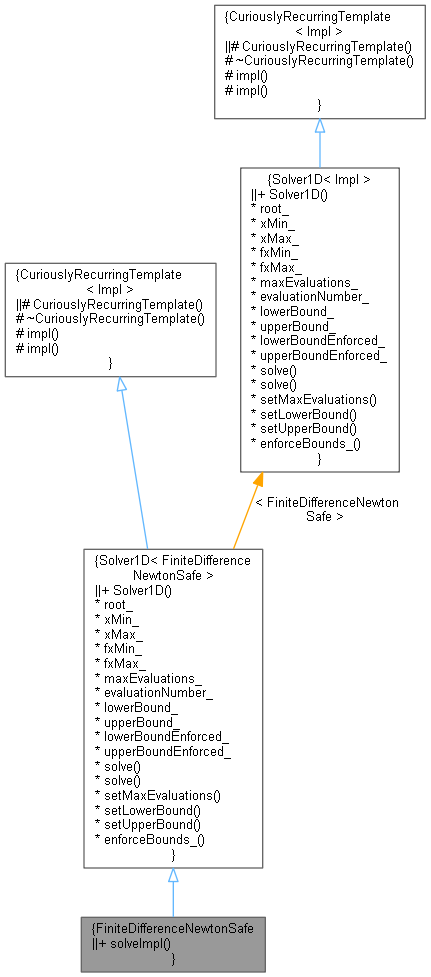 {CuriouslyRecurringTemplate
< Impl >
||# CuriouslyRecurringTemplate()
# ~CuriouslyRecurringTemplate()
# impl()
# impl()
}
{Solver1D< Impl >
||+ Solver1D()
* root_
* xMin_
* xMax_
* fxMin_
* fxMax_
* maxEvaluations_
* evaluationNumber_
* lowerBound_
* upperBound_
* lowerBoundEnforced_
* upperBoundEnforced_
* solve()
* solve()
* setMaxEvaluations()
* setLowerBound()
* setUpperBound()
* enforceBounds_()
}
{CuriouslyRecurringTemplate
< Impl >
||# CuriouslyRecurringTemplate()
# ~CuriouslyRecurringTemplate()
# impl()
# impl()
}
< FiniteDifferenceNewton
Safe >
{Solver1D< FiniteDifference
NewtonSafe >
||+ Solver1D()
* root_
* xMin_
* xMax_
* fxMin_
* fxMax_
* maxEvaluations_
* evaluationNumber_
* lowerBound_
* upperBound_
* lowerBoundEnforced_
* upperBoundEnforced_
* solve()
* solve()
* setMaxEvaluations()
* setLowerBound()
* setUpperBound()
* enforceBounds_()
}
{FiniteDifferenceNewtonSafe
||+ solveImpl()
}